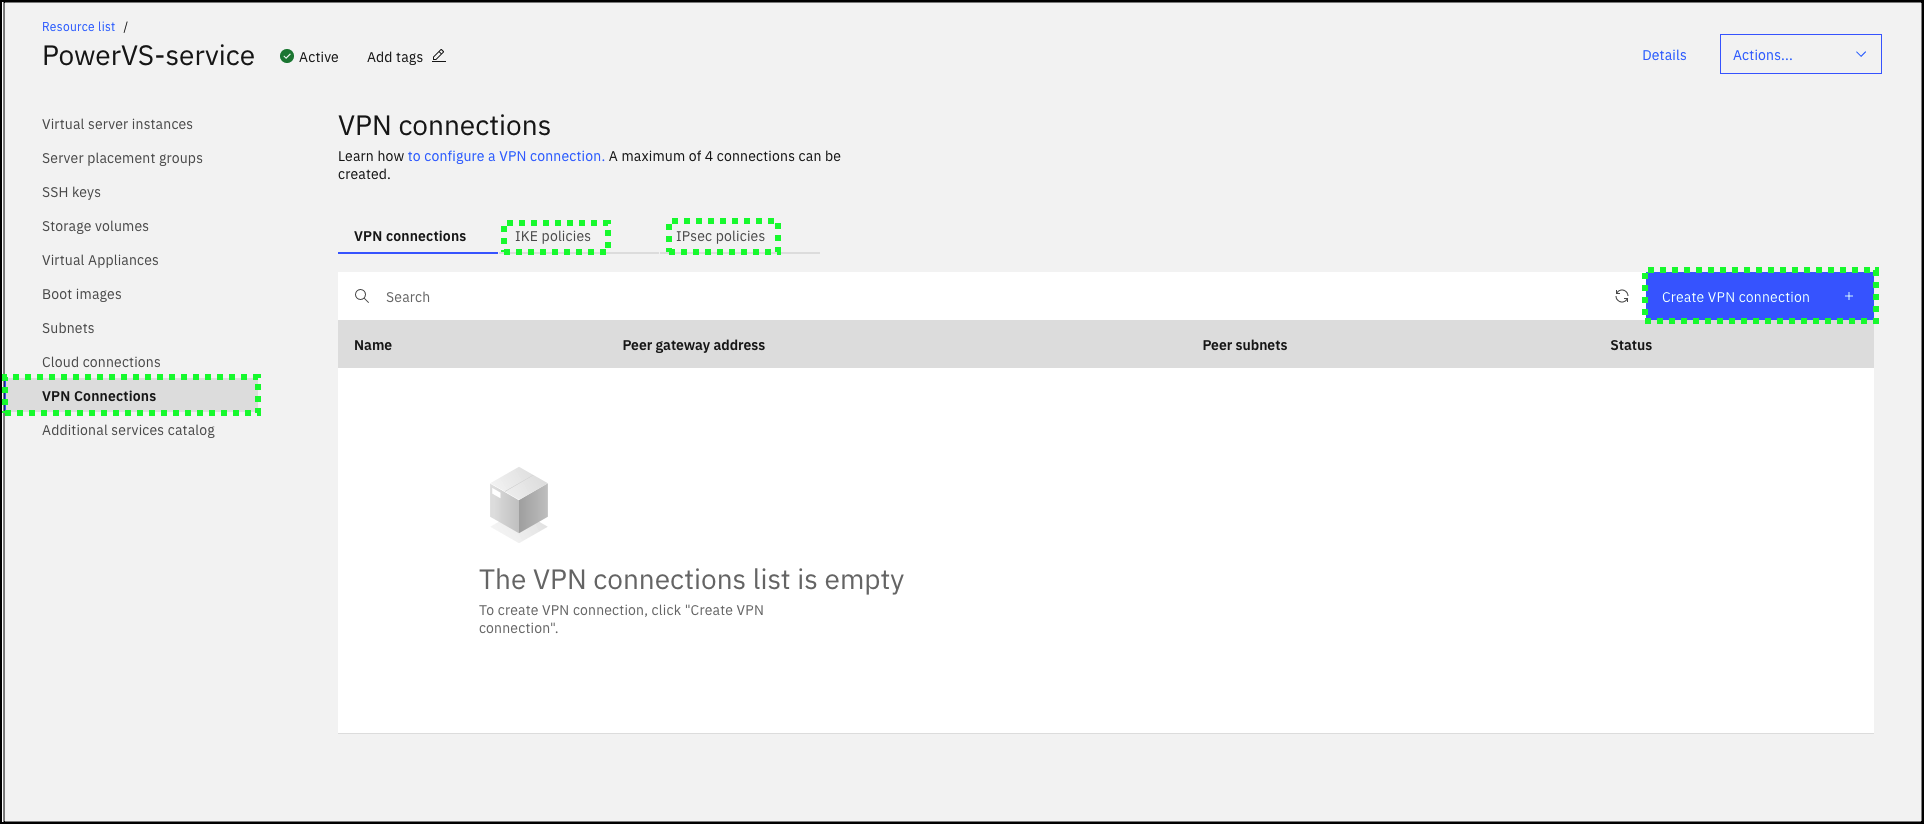 Resource list /
PowerVS-service
Active
Add tags
Details
Actions...
Virtual server instances
Server placement groups
SSH keys
Storage volumes
Virtual Appliances
Boot images
Subnets
Cloud connections
VPN Connections
Additional services catalog
VPN connections
Learn how to configure a VPN connection. A maximum of 4 connections can be
created.
VPN connections
IKE policies
IPsec policies
Search
Create VPN connection +
Name
Peer gateway address
Peer subnets
Status
The VPN connections list is empty
To create VPN connection, click "Create VPN
connection".